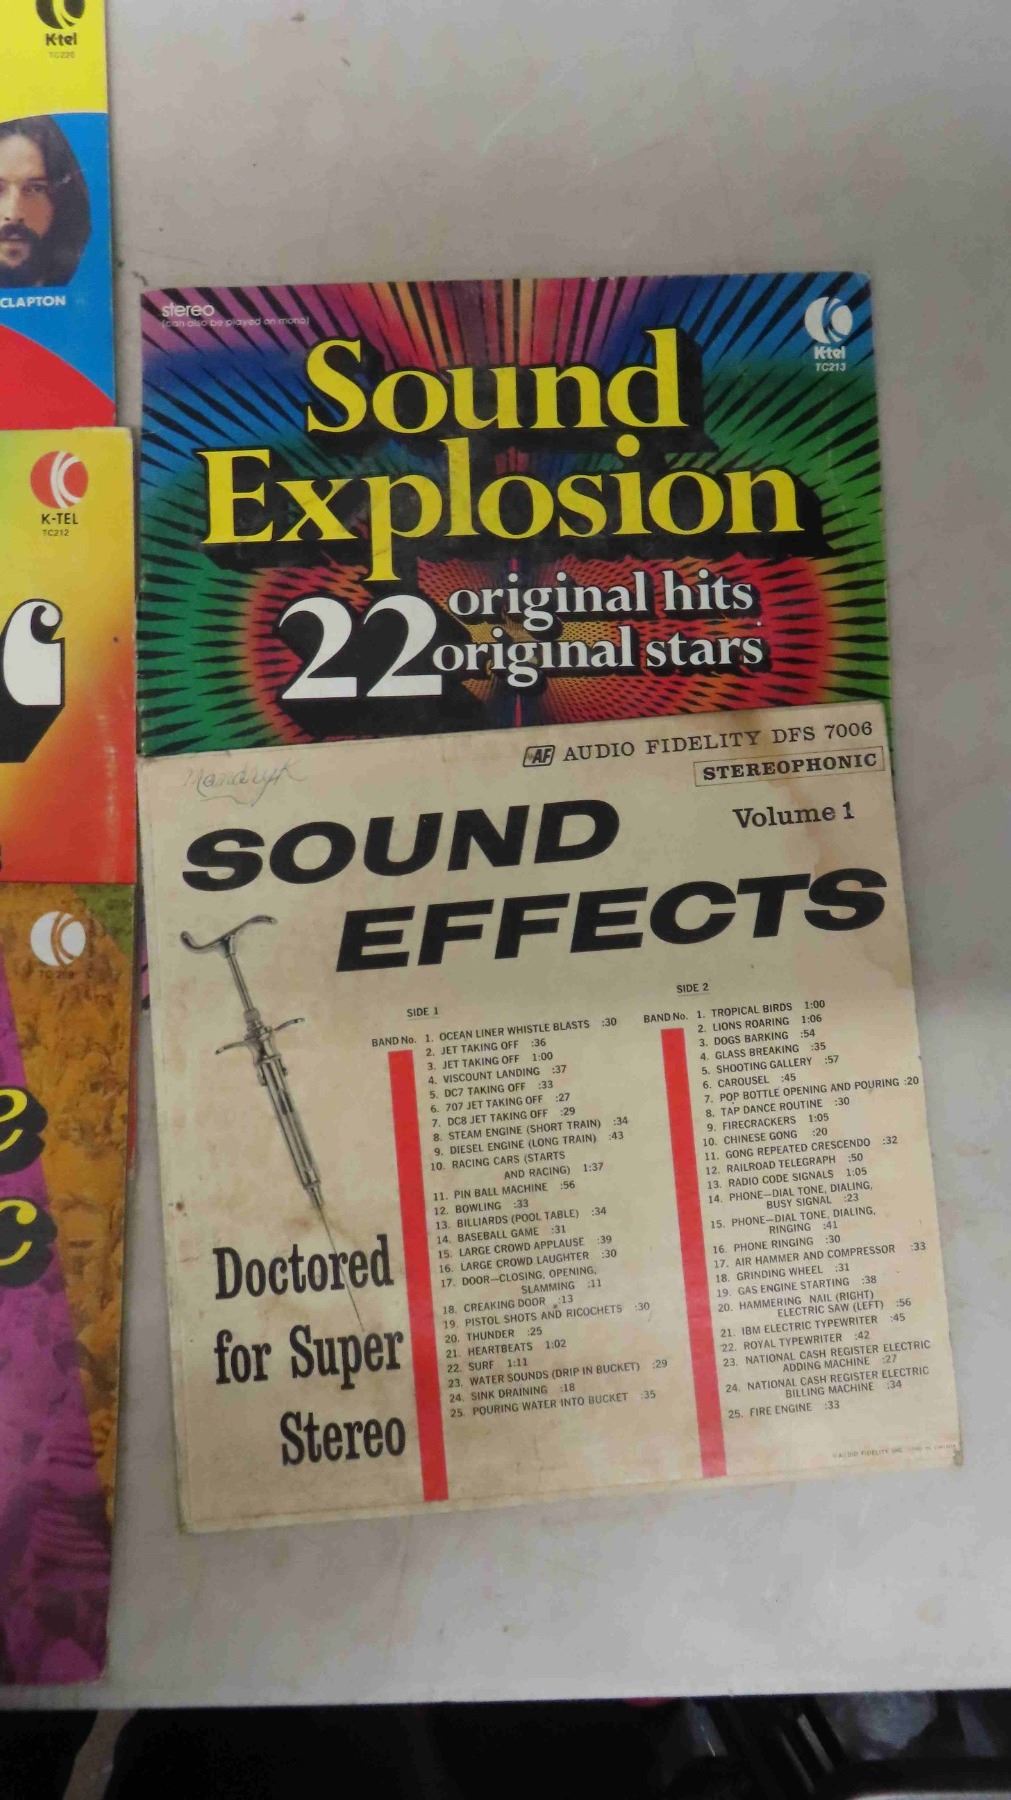 K-tel
TC220
CLAPTON
K-TEL
TC212
stereo
(can also be played on mono)
K-tel
TC213
Sound
Explosion
22 original hits
original stars
Mandryk
AF AUDIO FIDELITY DFS 7006
STEREOPHONIC
Volume 1
SOUND
EFFECTS
SIDE 1
BAND No. 1. OCEAN LINER WHISTLE BLASTS :30
2. JET TAKING OFF :36
3. JET TAKING OFF 1:00
4. VISCOUNT LANDING :37
5. DC7 TAKING OFF :33
6. 707 JET TAKING OFF :27
7. DC8 JET TAKING OFF :29
8. STEAM ENGINE (SHORT TRAIN) :34
9. DIESEL ENGINE (LONG TRAIN) :43
10. RACING CARS (STARTS
AND RACING) 1:37
11. PIN BALL MACHINE :56
12. BOWLING :33
13. BILLIARDS (POOL TABLE) :34
14. BASEBALL GAME :31
15. LARGE CROWD APPLAUSE :39
16. LARGE CROWD LAUGHTER :30
17. DOOR—CLOSING, OPENING,
SLAMMING :11
18. CREAKING DOOR :13
19. PISTOL SHOTS AND RICOCHETS :30
20. THUNDER :25
21. HEARTBEATS 1:02
22. SURF 1:11
23. WATER SOUNDS (DRIP IN BUCKET) :29
24. SINK DRAINING :18
25. POURING WATER INTO BUCKET :35
SIDE 2
BAND No. 1. TROPICAL BIRDS 1:00
2. LIONS ROARING 1:06
3. DOGS BARKING :54
4. GLASS BREAKING :35
5. SHOOTING GALLERY :57
6. CAROUSEL :45
7. POP BOTTLE OPENING AND POURING :20
8. TAP DANCE ROUTINE :30
9. FIRECRACKERS 1:05
10. CHINESE GONG :20
11. GONG REPEATED CRESCENDO :32
12. RAILROAD TELEGRAPH :50
13. RADIO CODE SIGNALS 1:05
14. PHONE—DIAL TONE, DIALING,
BUSY SIGNAL :23
15. PHONE—DIAL TONE, DIALING,
RINGING :41
16. PHONE RINGING :30
17. AIR HAMMER AND COMPRESSOR :33
18. GRINDING WHEEL :31
19. GAS ENGINE STARTING :38
20. HAMMERING NAIL (RIGHT)
ELECTRIC SAW (LEFT) :56
21. IBM ELECTRIC TYPEWRITER :45
22. ROYAL TYPEWRITER :42
23. NATIONAL CASH REGISTER ELECTRIC
ADDING MACHINE :27
24. NATIONAL CASH REGISTER ELECTRIC
BILLING MACHINE :34
25. FIRE ENGINE :33
Doctored
for Super
Stereo
©AUDIO FIDELITY INC.